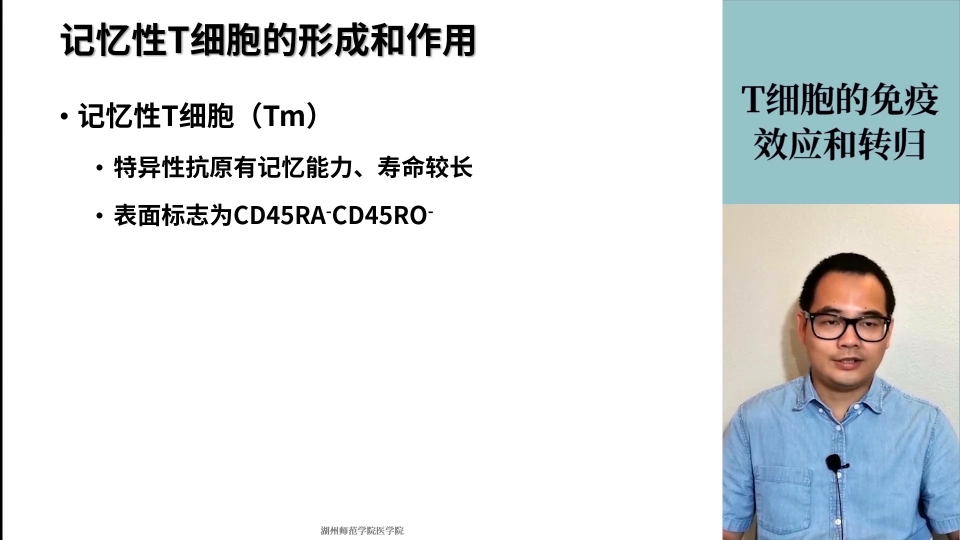 记忆性T细胞的形成和作用
• 记忆性T细胞（Tm）
• 特异性抗原有记忆能力、寿命较长
• 表面标志为CD45RA⁻CD45RO⁻
湖州师范学院医学院
T细胞的免疫
效应和转归